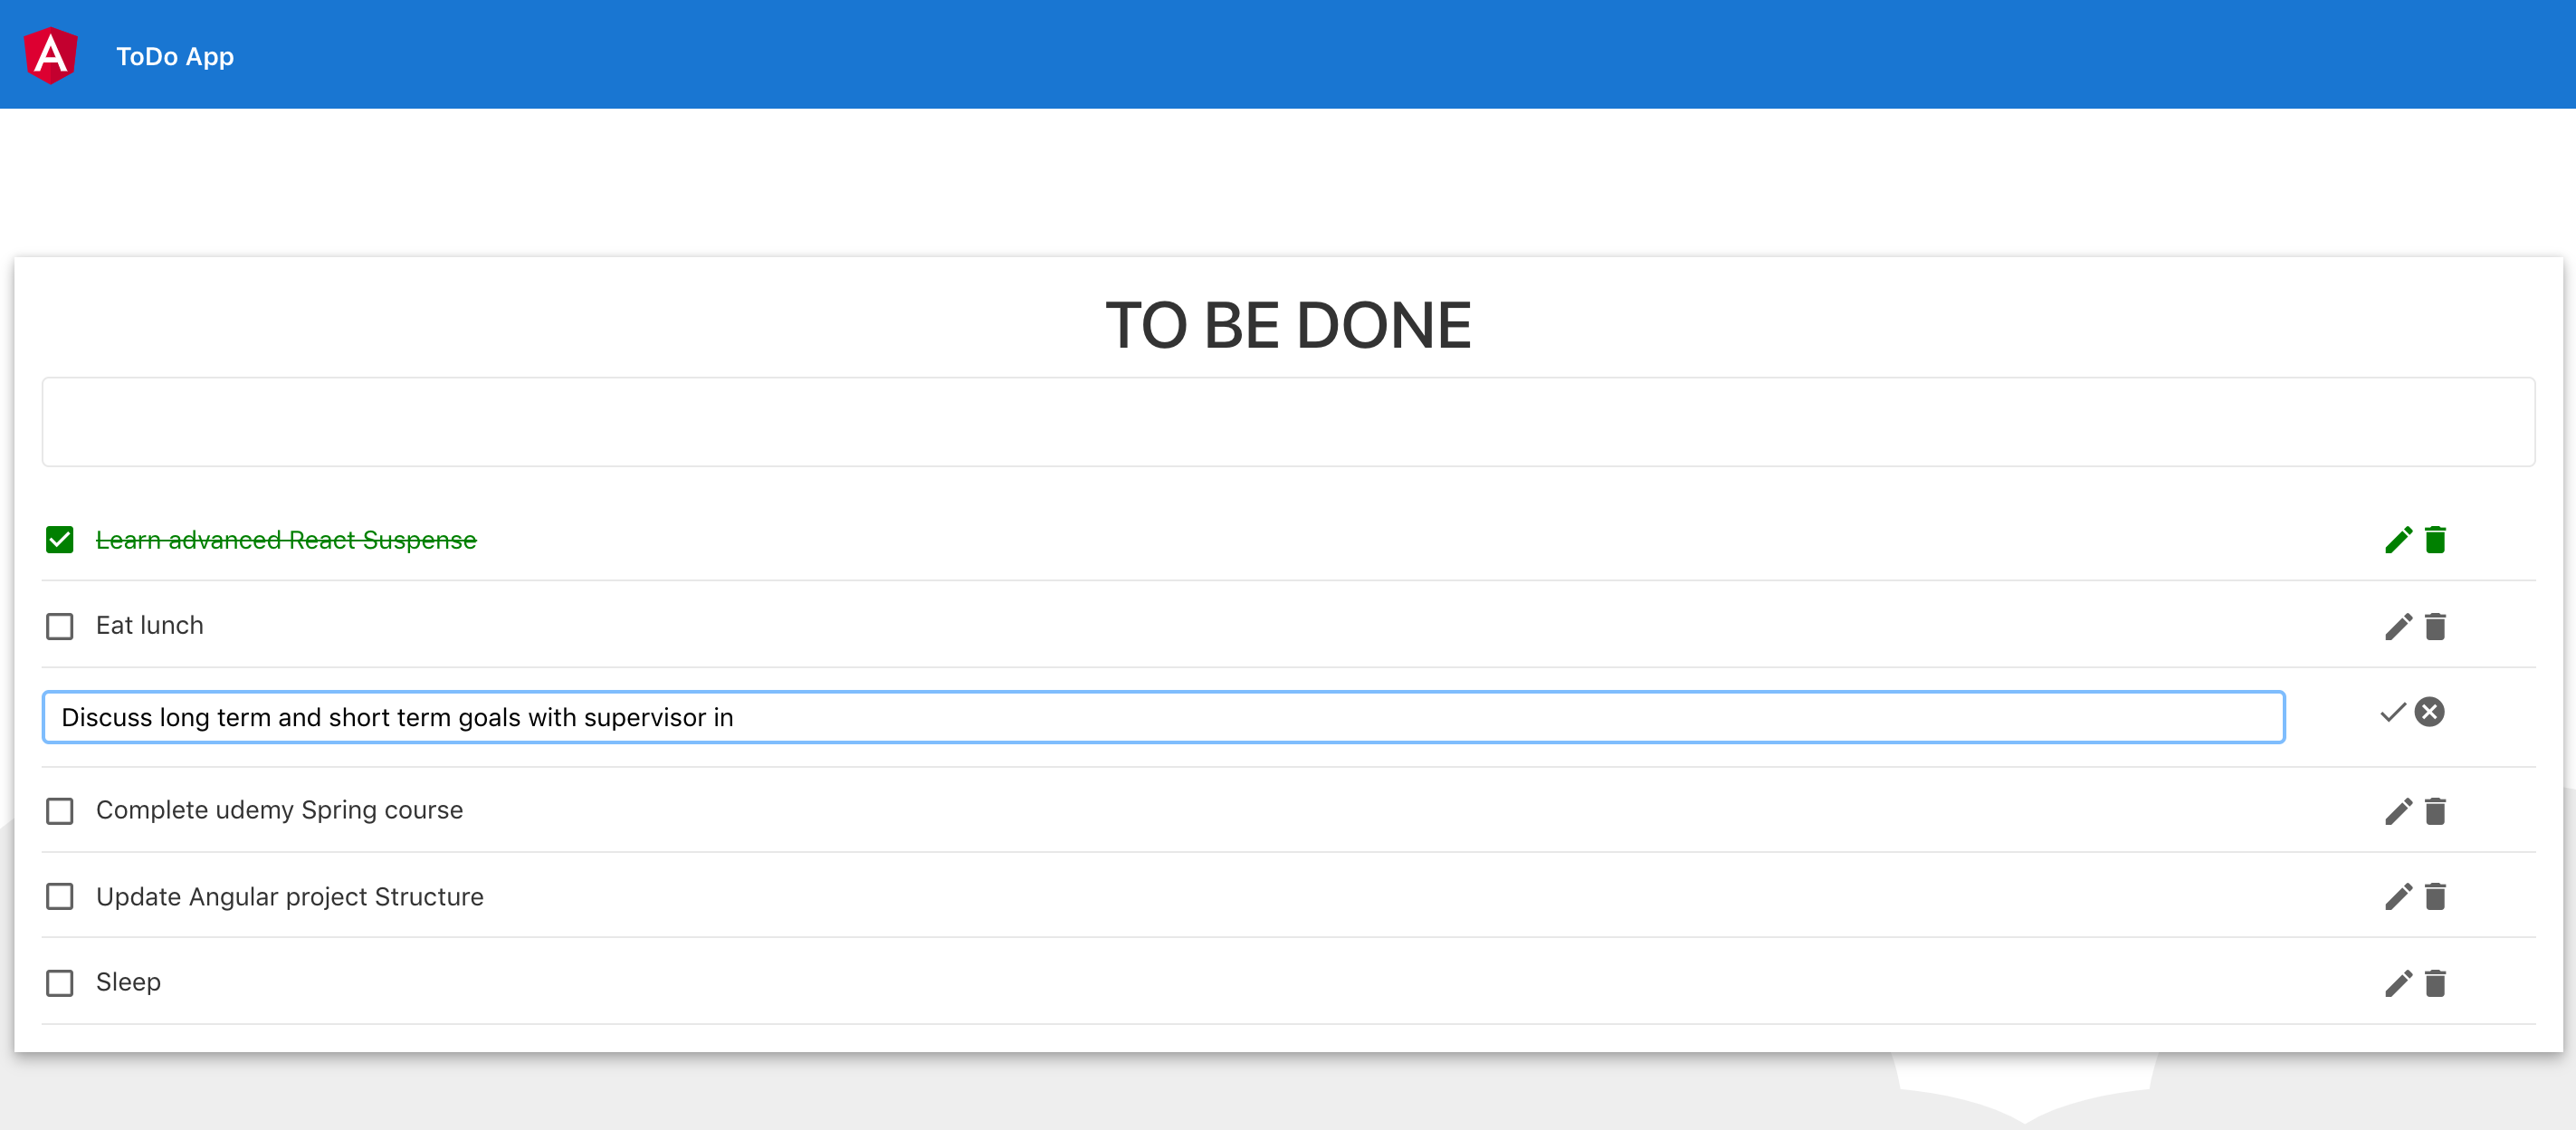 ToDo App
TO BE DONE
Learn advanced React Suspense
Eat lunch
Discuss long term and short term goals with supervisor in
Complete udemy Spring course
Update Angular project Structure
Sleep